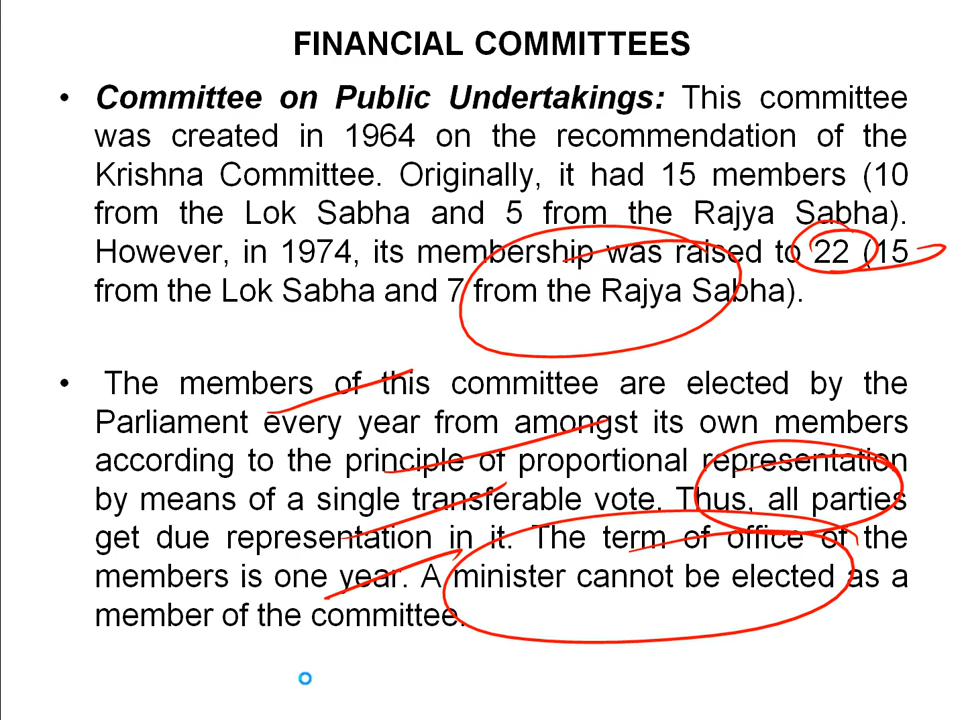 FINANCIAL COMMITTEES
• Committee on Public Undertakings: This committee
was created in 1964 on the recommendation of the
Krishna Committee. Originally, it had 15 members (10
from the Lok Sabha and 5 from the Rajya Sabha).
However, in 1974, its membership was raised to 22 (15
from the Lok Sabha and 7 from the Rajya Sabha).
• The members of this committee are elected by the
Parliament every year from amongst its own members
according to the principle of proportional representation
by means of a single transferable vote. Thus, all parties
get due representation in it. The term of office of the
members is one year. A minister cannot be elected as a
member of the committee.